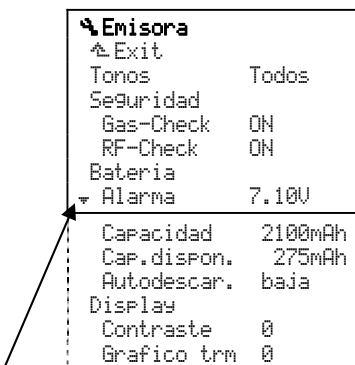 Emisora
Exit
Tonos Todos
Seguridad
Gas-Check ON
RF-Check ON
Bateria
Alarma 7.10V
Capacidad 2100mAh
Cap.dispon. 275mAh
Autodescar. baja
Display
Contraste 0
Grafico trm 0